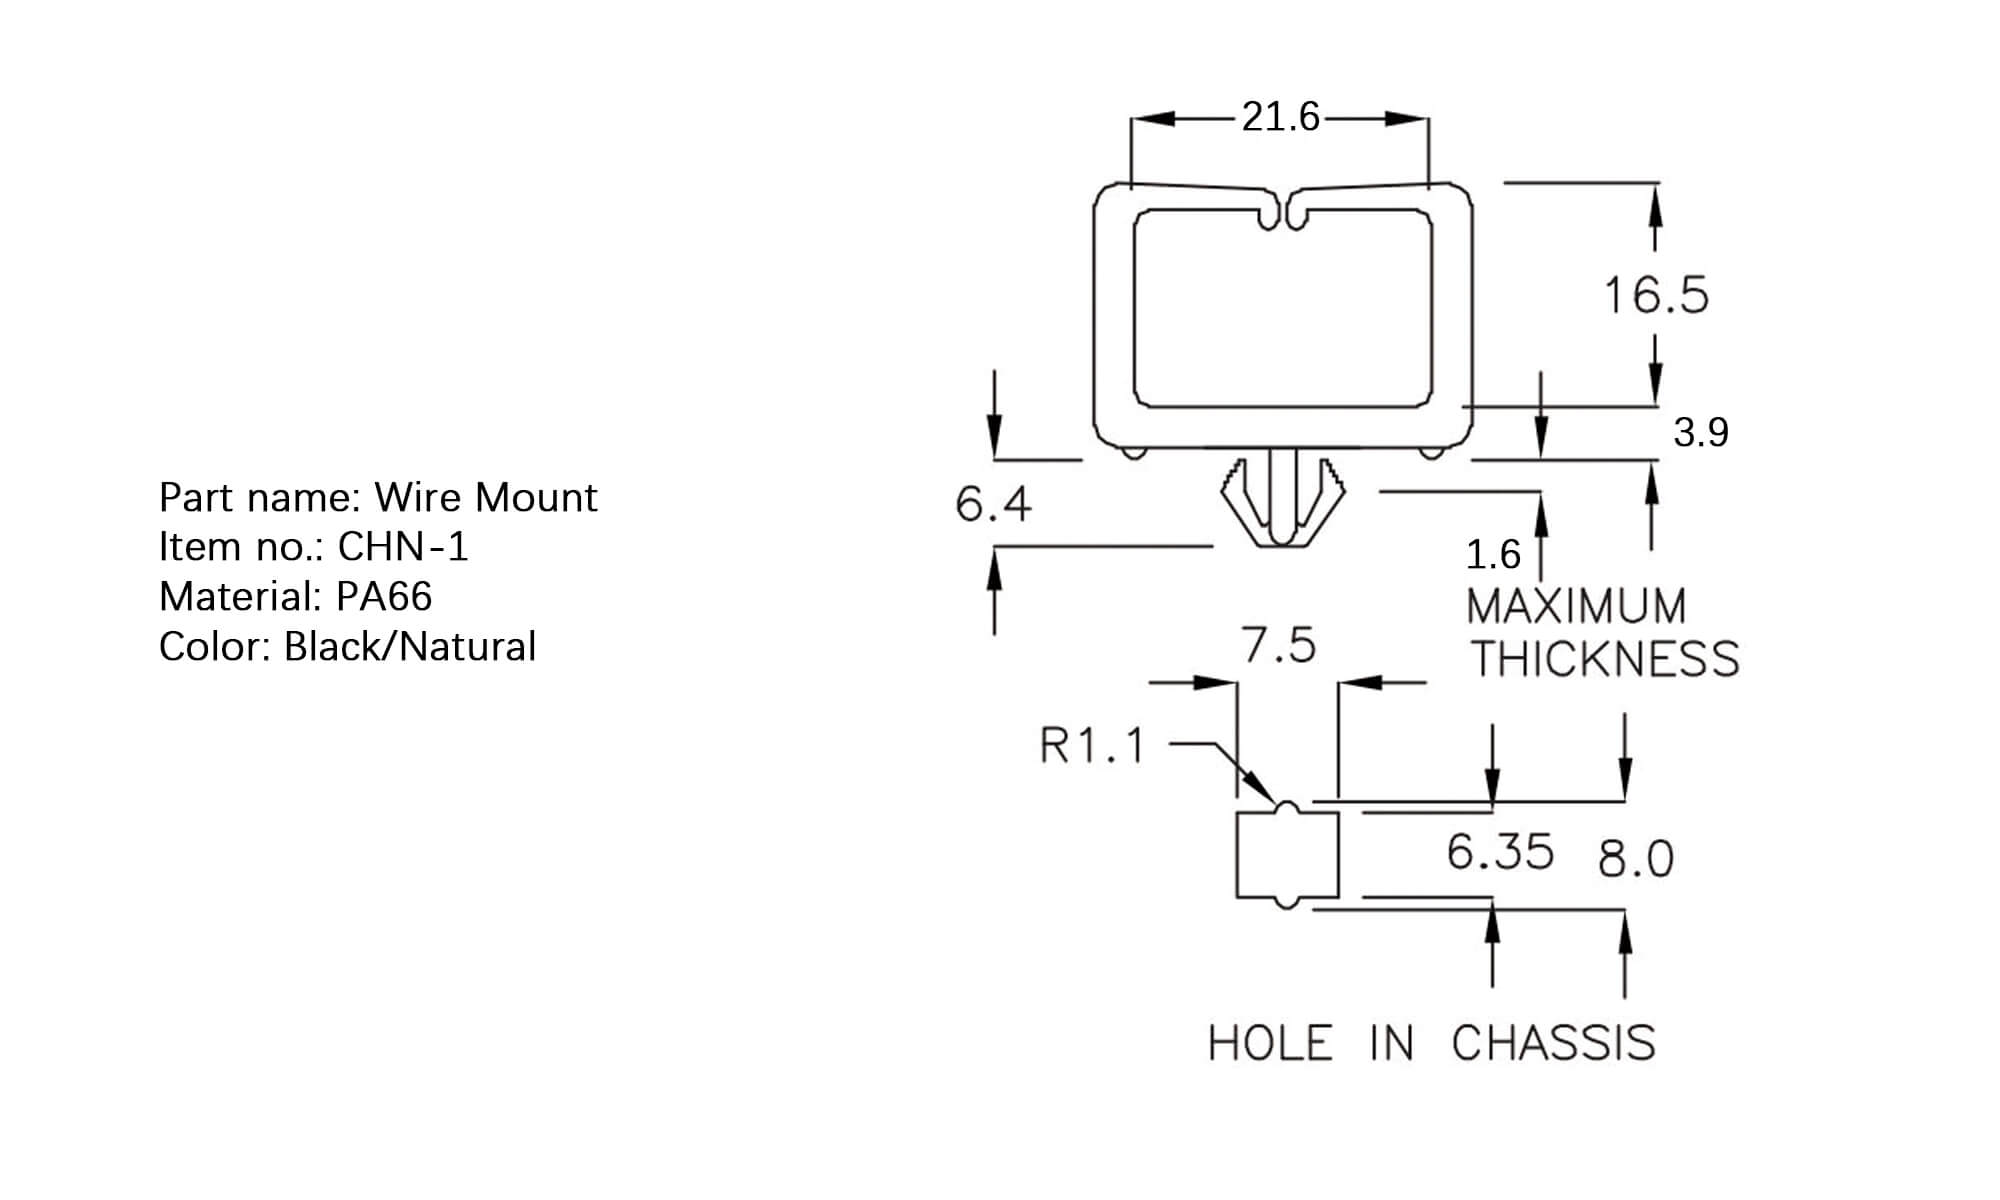 Part name: Wire Mount
Item no.: CHN-1
Material: PA66
Color: Black/Natural
21.6
16.5
3.9
6.4
1.6
MAXIMUM
THICKNESS
7.5
R1.1
6.35
8.0
HOLE IN CHASSIS